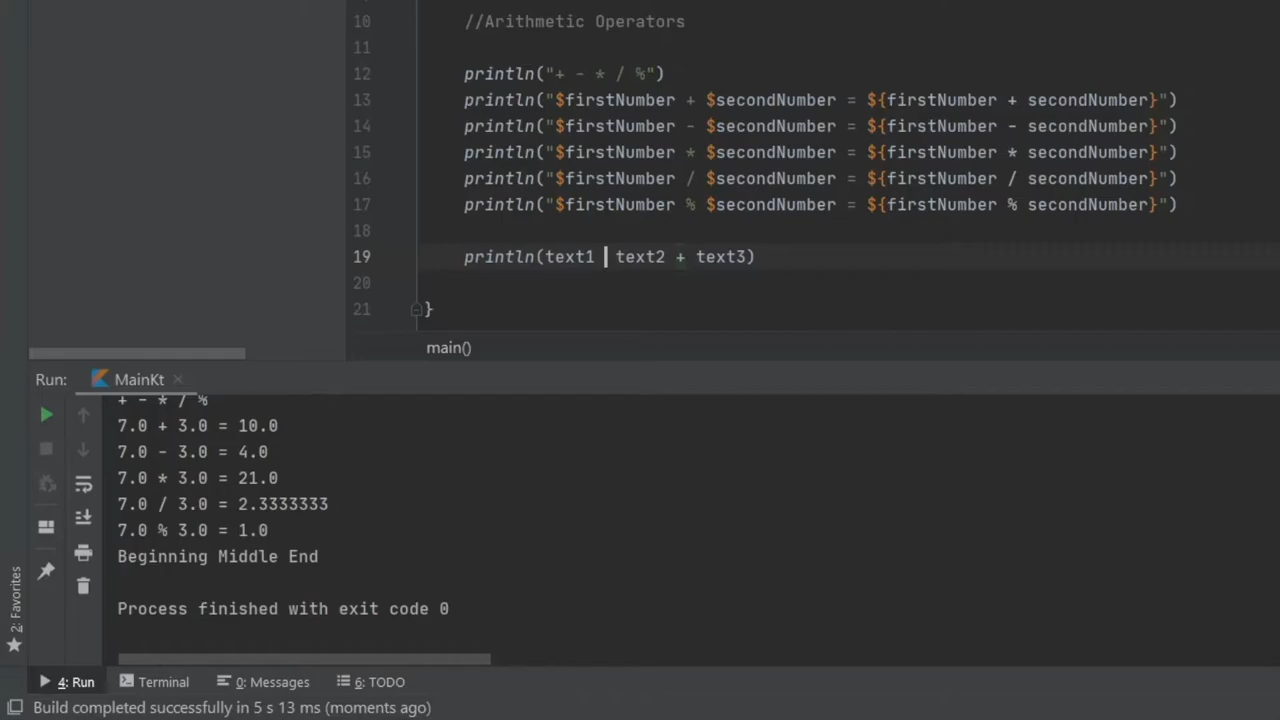 10 //Arithmetic Operators
11
12 println("+ - * / %")
13 println("$firstNumber + $secondNumber = ${firstNumber + secondNumber}")
14 println("$firstNumber - $secondNumber = ${firstNumber - secondNumber}")
15 println("$firstNumber * $secondNumber = ${firstNumber * secondNumber}")
16 println("$firstNumber / $secondNumber = ${firstNumber / secondNumber}")
17 println("$firstNumber % $secondNumber = ${firstNumber % secondNumber}")
18
19 println(text1 text2 + text3)
20
21 }
main()
Run: MainKt
+ - * / %
7.0 + 3.0 = 10.0
7.0 - 3.0 = 4.0
7.0 * 3.0 = 21.0
7.0 / 3.0 = 2.3333333
7.0 % 3.0 = 1.0
Beginning Middle End
Process finished with exit code 0
2: Favorites
4: Run Terminal 0: Messages 6: TODO
Build completed successfully in 5 s 13 ms (moments ago)